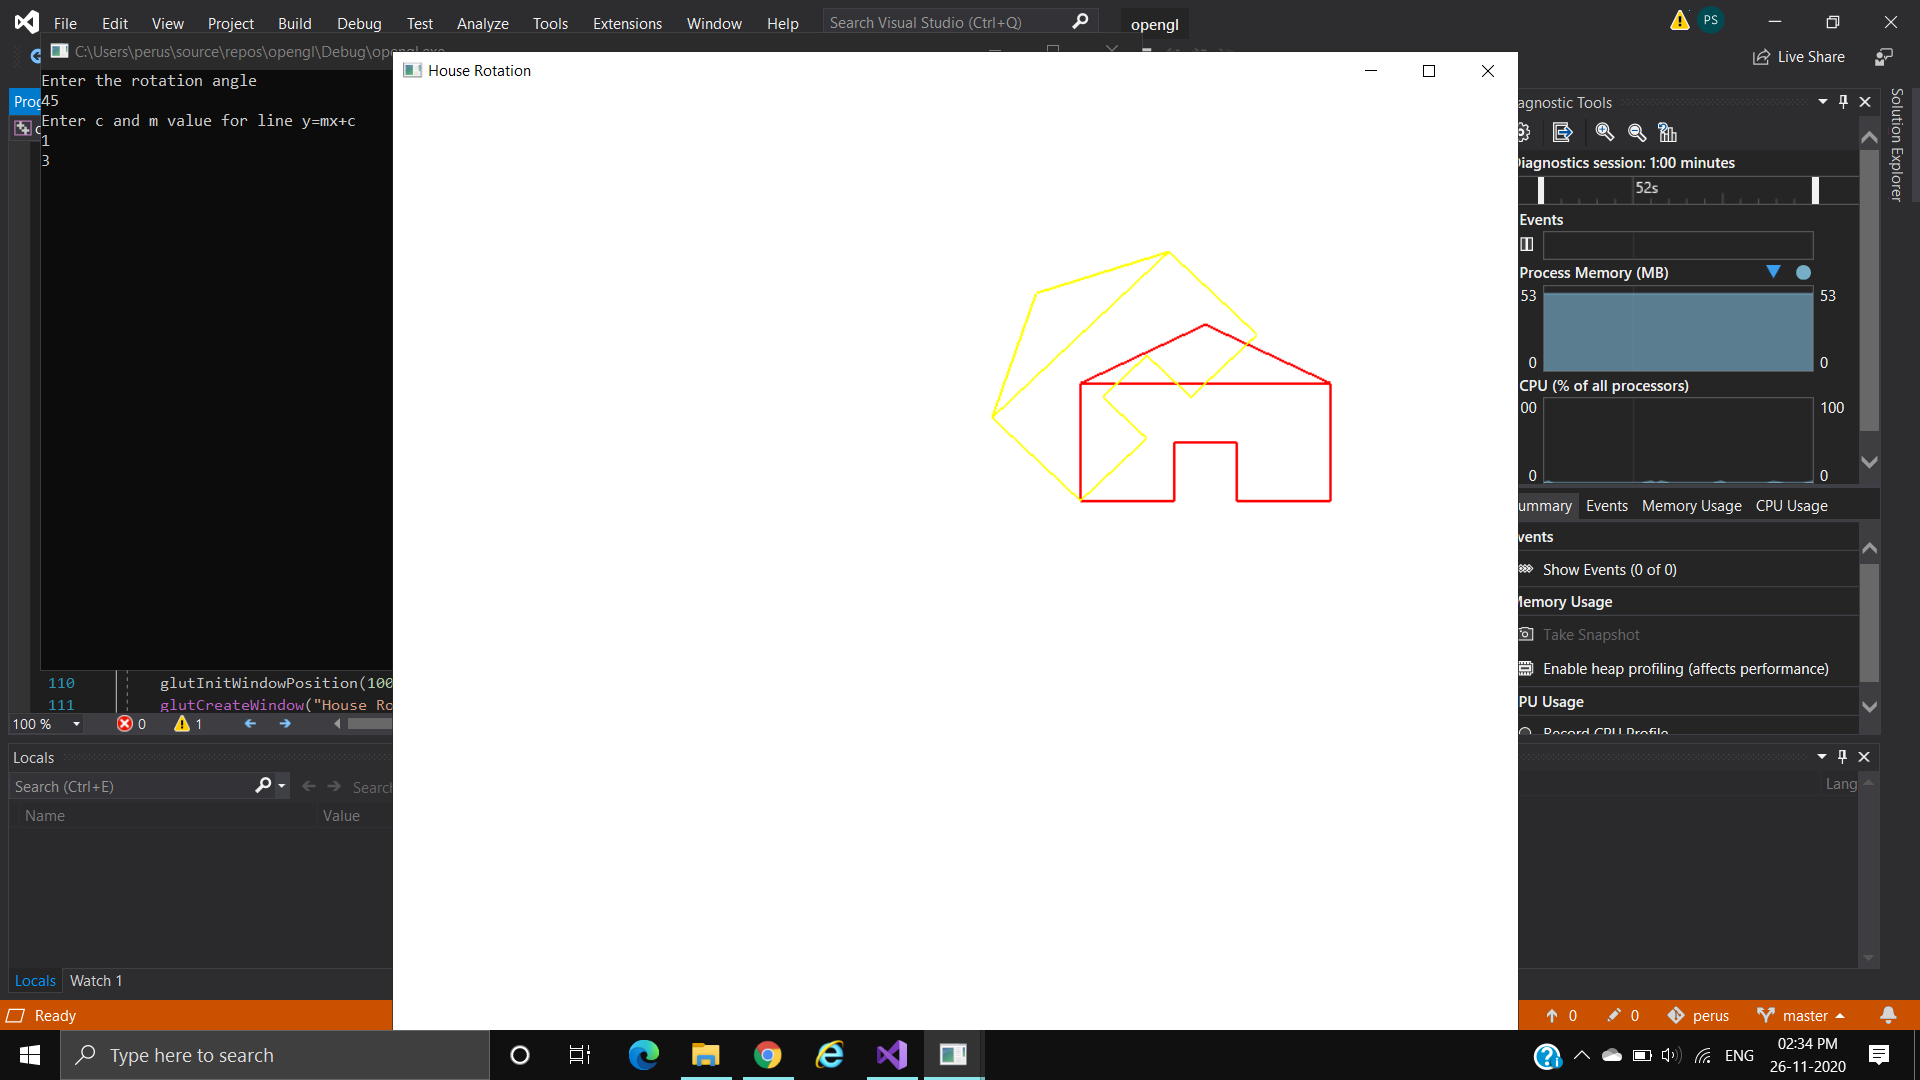 File Edit View Project Build Debug Test Analyze Tools Extensions Window Help Search Visual Studio (Ctrl+Q) opengl PS
C:\Users\perus\source\repos\opengl\Debug\opengl.exe
Live Share
House Rotation
Enter the rotation angle
45
Enter c and m value for line y=mx+c
1
3
agnostic Tools
Diagnostics session: 1:00 minutes
52s
Events
Process Memory (MB)
53 53
0 0
CPU (% of all processors)
00 100
0 0
ummary Events Memory Usage CPU Usage
vents
Show Events (0 of 0)
Memory Usage
Take Snapshot
Enable heap profiling (affects performance)
PU Usage
Record CPU Profile
Solution Explorer
110 glutInitWindowPosition(100
111 glutCreateWindow("House Ro
100 % 0 1
Locals
Search (Ctrl+E) Searc
Name Value
Lang
Locals Watch 1
Ready 0 0 perus master
Type here to search ENG 02:34 PM
26-11-2020